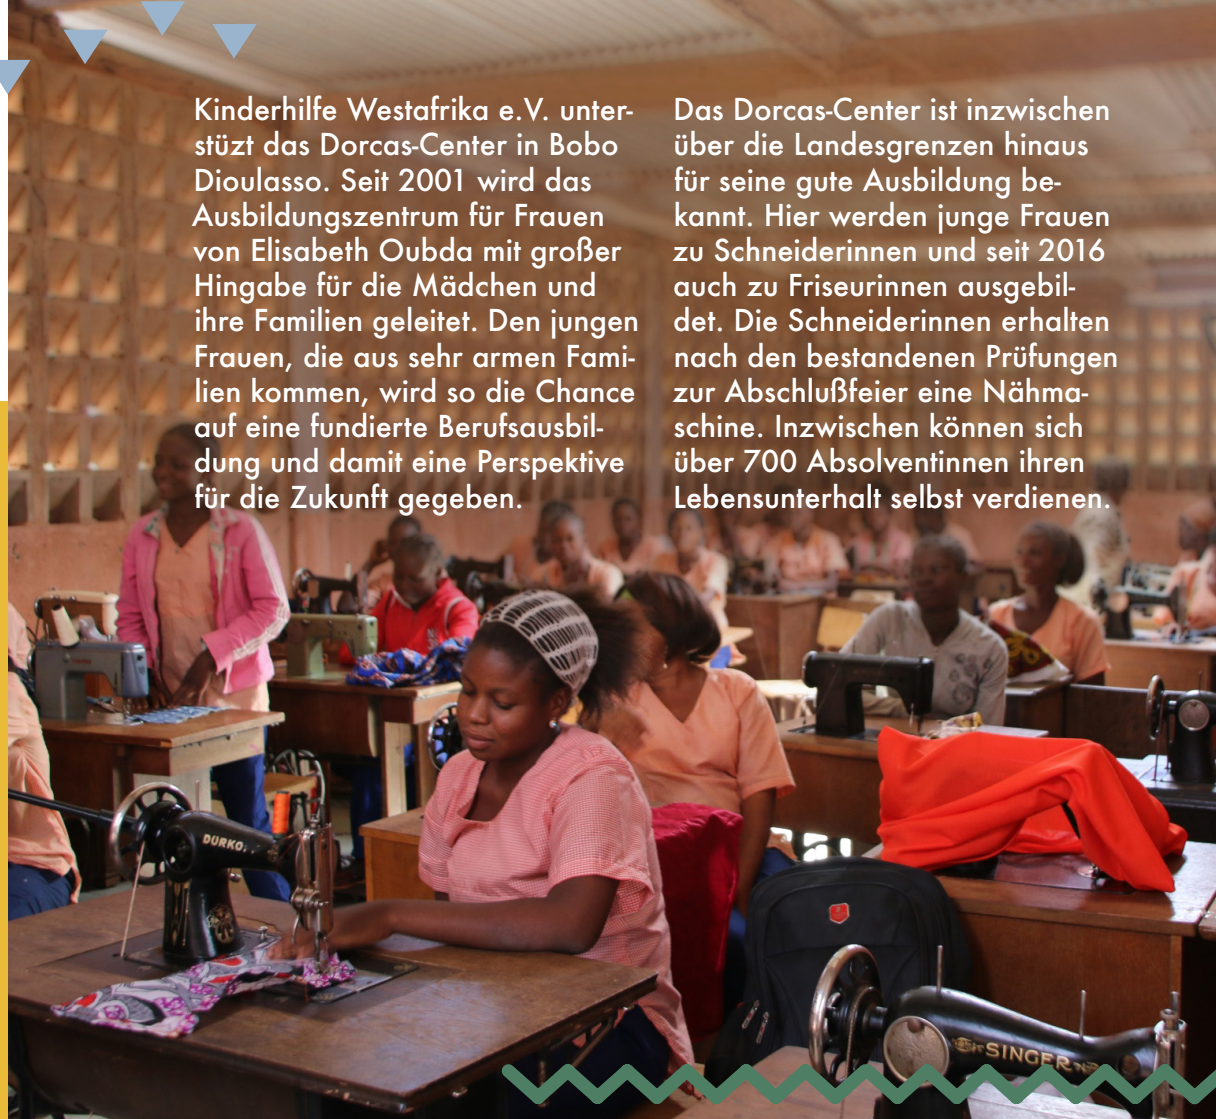 Kinderhilfe Westafrika e.V. unter-
stüzt das Dorcas-Center in Bobo
Dioulasso. Seit 2001 wird das
Ausbildungszentrum für Frauen
von Elisabeth Oubda mit großer
Hingabe für die Mädchen und
ihre Familien geleitet. Den jungen
Frauen, die aus sehr armen Fami-
lien kommen, wird so die Chance
auf eine fundierte Berufsausbil-
dung und damit eine Perspektive
für die Zukunft gegeben.
Das Dorcas-Center ist inzwischen
über die Landesgrenzen hinaus
für seine gute Ausbildung be-
kannt. Hier werden junge Frauen
zu Schneiderinnen und seit 2016
auch zu Friseurinnen ausgebil-
det. Die Schneiderinnen erhalten
nach den bestandenen Prüfungen
zur Abschlußfeier eine Nähma-
schine. Inzwischen können sich
über 700 Absolventinnen ihren
Lebensunterhalt selbst verdienen.
DÜRKO
SINGER